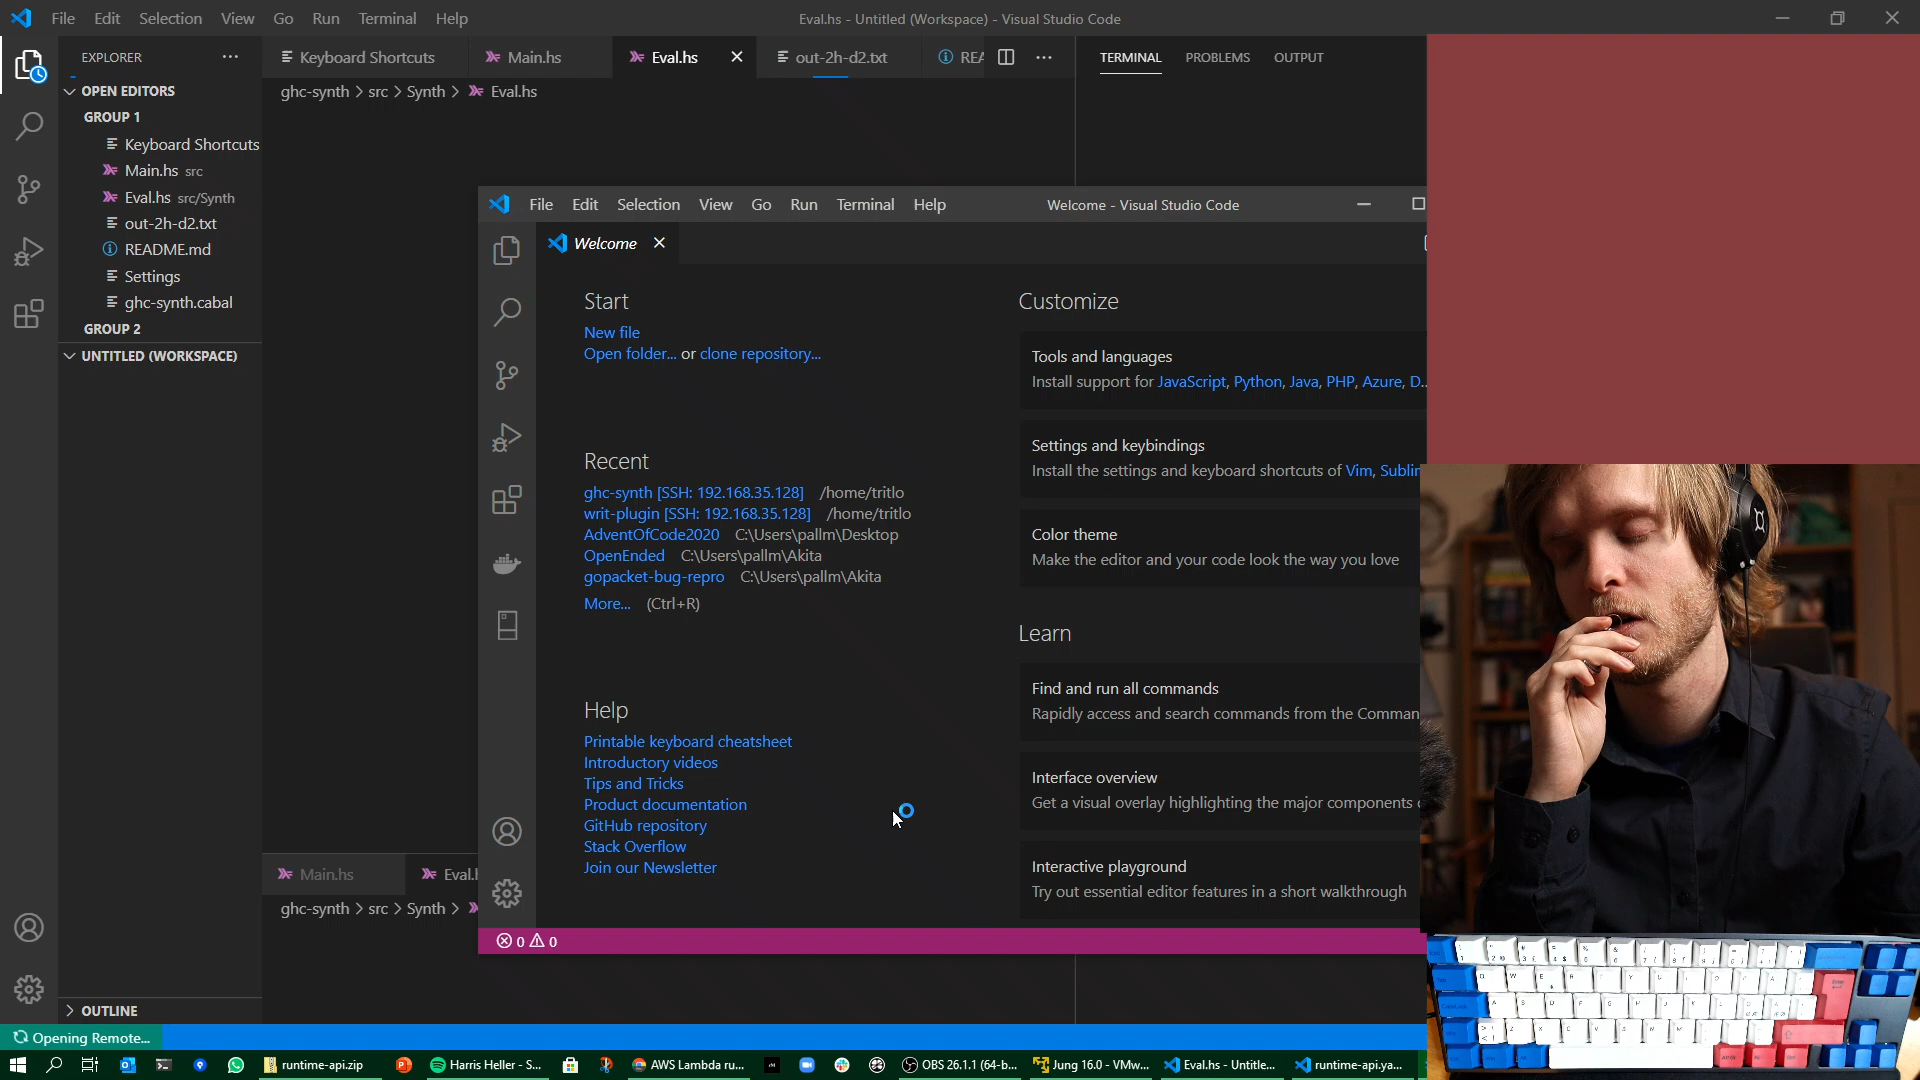 File Edit Selection View Go Run Terminal Help
Eval.hs - Untitled (Workspace) - Visual Studio Code
EXPLORER
Keyboard Shortcuts
Main.hs
Eval.hs
out-2h-d2.txt
REA
TERMINAL PROBLEMS OUTPUT
OPEN EDITORS
ghc-synth > src > Synth > Eval.hs
GROUP 1
Keyboard Shortcuts
Main.hs src
Eval.hs src/Synth
out-2h-d2.txt
README.md
Settings
ghc-synth.cabal
GROUP 2
UNTITLED (WORKSPACE)
File Edit Selection View Go Run Terminal Help
Welcome - Visual Studio Code
Welcome
Start
New file
Open folder... or clone repository...
Recent
ghc-synth [SSH: 192.168.35.128] /home/tritlo
writ-plugin [SSH: 192.168.35.128] /home/tritlo
AdventOfCode2020 C:\Users\pallm\Desktop
OpenEnded C:\Users\pallm\Akita
gopacket-bug-repro C:\Users\pallm\Akita
More... (Ctrl+R)
Help
Printable keyboard cheatsheet
Introductory videos
Tips and Tricks
Product documentation
GitHub repository
Stack Overflow
Join our Newsletter
Customize
Tools and languages
Install support for JavaScript, Python, Java, PHP, Azure, D...
Settings and keybindings
Install the settings and keyboard shortcuts of Vim, Sublin
Color theme
Make the editor and your code look the way you love
Learn
Find and run all commands
Rapidly access and search commands from the Comman
Interface overview
Get a visual overlay highlighting the major components
Interactive playground
Try out essential editor features in a short walkthrough
0 0
Main.hs
Eval.h
ghc-synth > src > Synth >
OUTLINE
Opening Remote...
runtime-api.zip
Harris Heller - S...
AWS Lambda ru...
OBS 26.1.1 (64-b...
Jung 16.0 - VMw...
Eval.hs - Untitle...
runtime-api.ya...